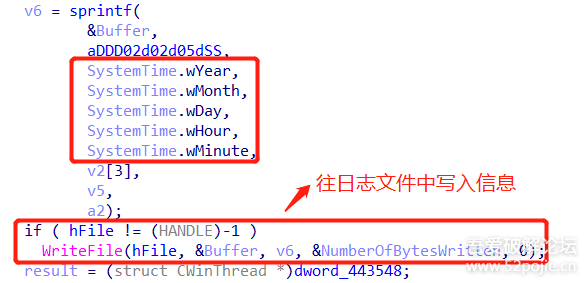 v6 = sprintf(
&Buffer,
aDDD02d02d05dSS,
SystemTime.wYear,
SystemTime.wMonth,
SystemTime.wDay,
SystemTime.wHour,
SystemTime.wMinute,
v2[3],
v5,
a2);
往日志文件中写入信息
if ( hFile != (HANDLE)-1 )
WriteFile(hFile, &Buffer, v6, &NumberOfBytesWritten, 0);
result = (struct CWinThread *)dword_443548;
吾爱破解论坛
www.52pojie.cn